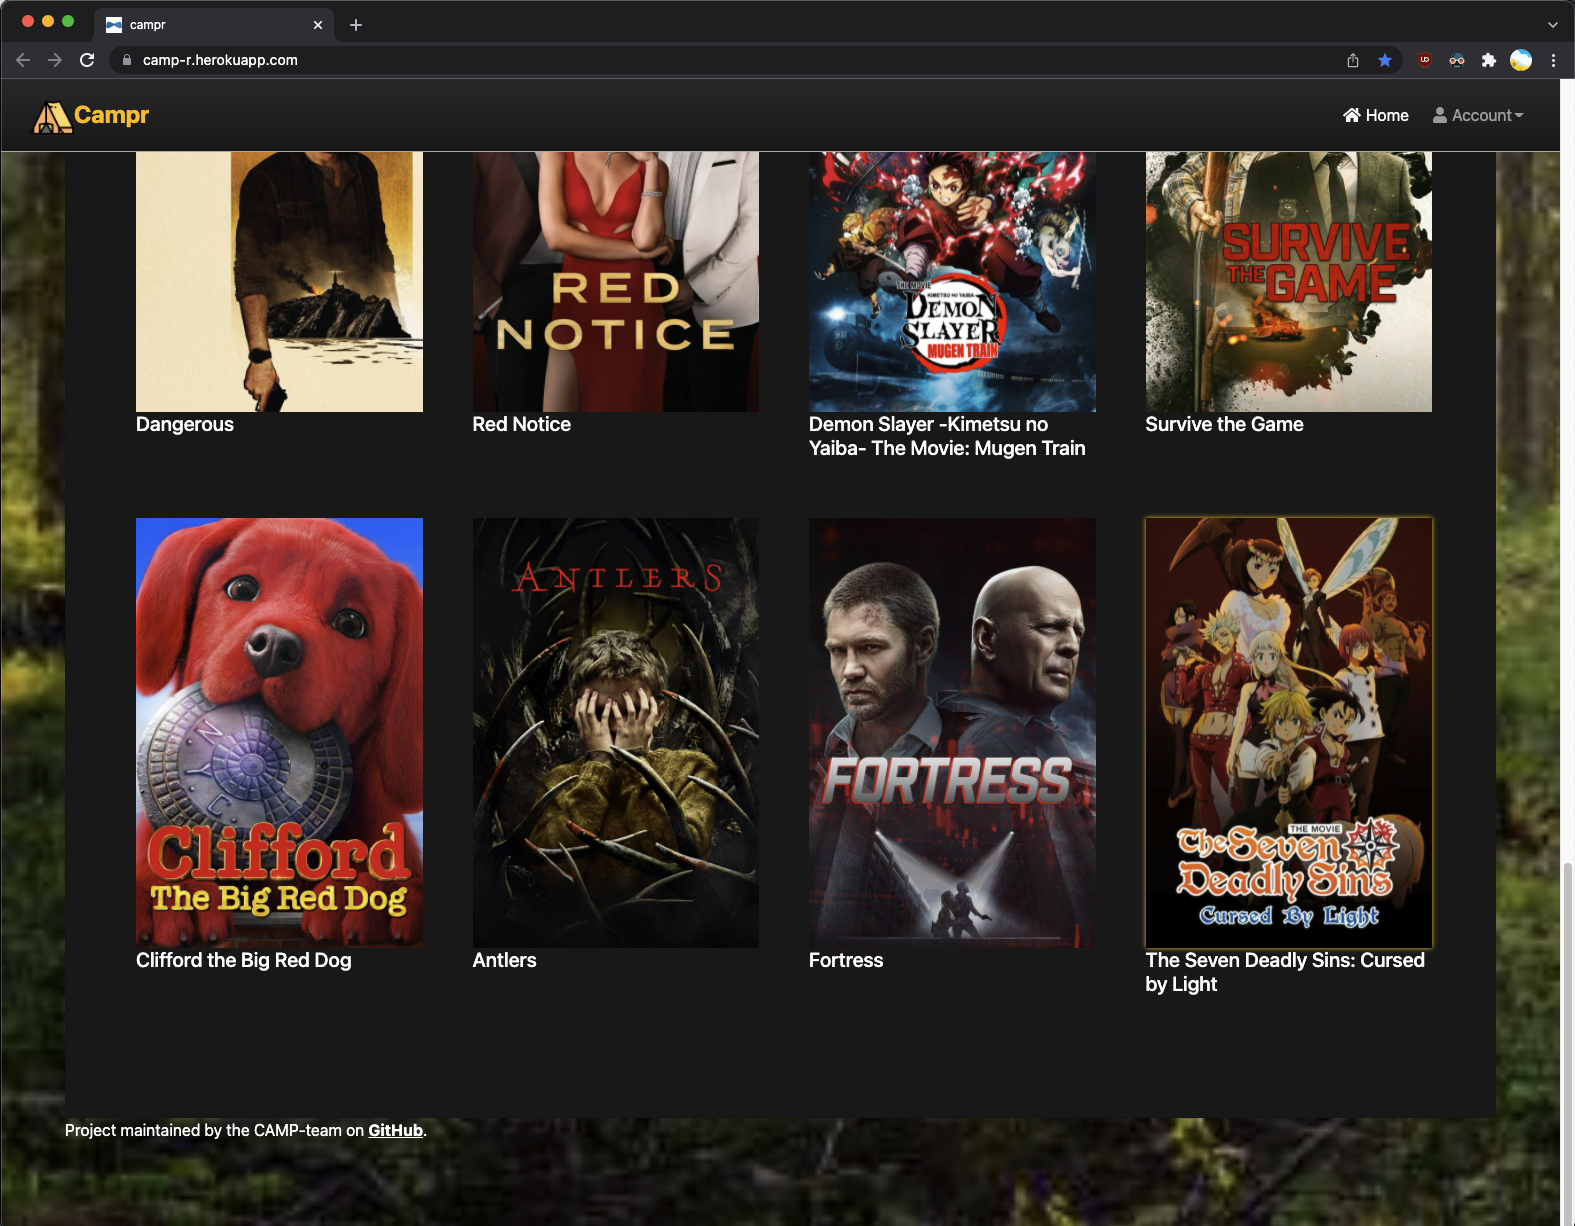 campr
camp-r.herokuapp.com
Campr
Home
Account
RED
NOTICE
THE MOVIE
KIMETSU NO YAIBA
DEMON
SLAYER
MUGEN TRAIN
SURVIVE
THE GAME
Dangerous
Red Notice
Demon Slayer -Kimetsu no
Yaiba- The Movie: Mugen Train
Survive the Game
NYC
Clifford
The Big Red Dog
ANTLERS
FORTRESS
THE MOVIE
The Seven
Deadly Sins
Cursed By Light
Clifford the Big Red Dog
Antlers
Fortress
The Seven Deadly Sins: Cursed
by Light
Project maintained by the CAMP-team on GitHub.